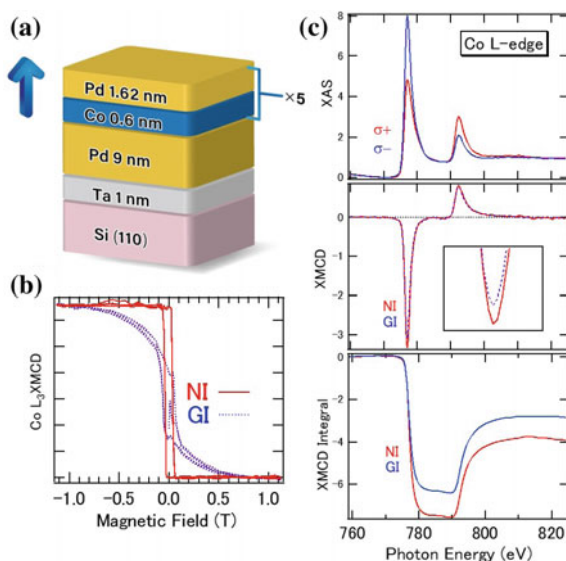 (a)
Pd 1.62 nm
Co 0.6 nm
×5
Pd 9 nm
Ta 1 nm
Si (110)
(b)
Co L₃XMCD
NI
GI
-1.0 -0.5 0.0 0.5 1.0
Magnetic Field (T)
(c)
Co L-edge
XAS
8
6
4
2
0
σ+
σ−
XMCD
0
-1
-2
-3
NI
GI
XMCD Integral
0
-2
-4
-6
NI
GI
760 780 800 820
Photon Energy (eV)